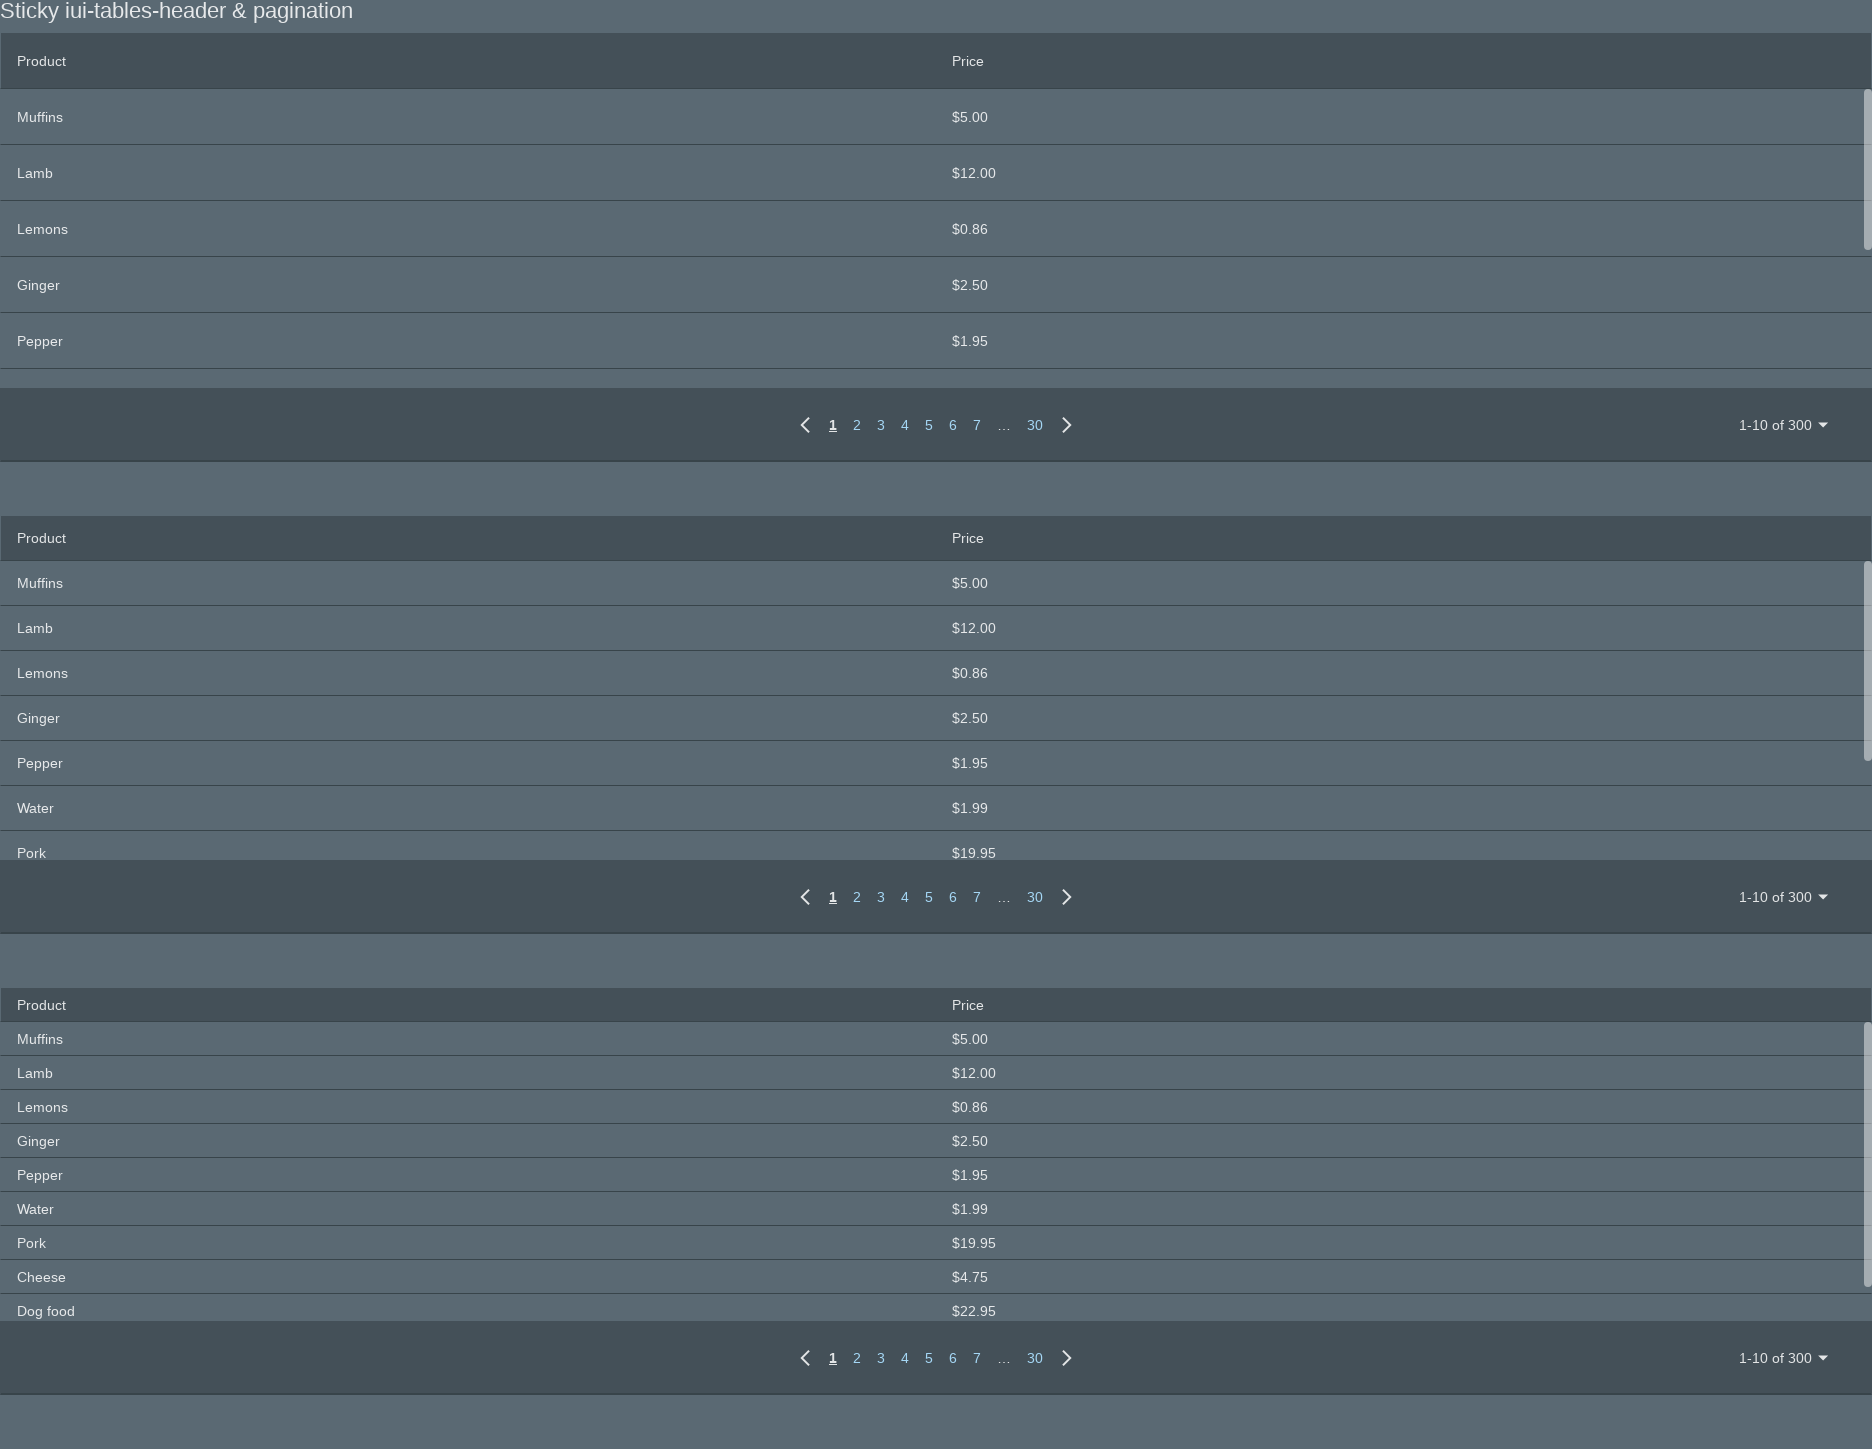 Sticky iui-tables-header & pagination
Product Price
Muffins $5.00
Lamb $12.00
Lemons $0.86
Ginger $2.50
Pepper $1.95
1 2 3 4 5 6 7 … 30 1-10 of 300
Product Price
Muffins $5.00
Lamb $12.00
Lemons $0.86
Ginger $2.50
Pepper $1.95
Water $1.99
Pork $19.95
1 2 3 4 5 6 7 … 30 1-10 of 300
Product Price
Muffins $5.00
Lamb $12.00
Lemons $0.86
Ginger $2.50
Pepper $1.95
Water $1.99
Pork $19.95
Cheese $4.75
Dog food $22.95
1 2 3 4 5 6 7 … 30 1-10 of 300